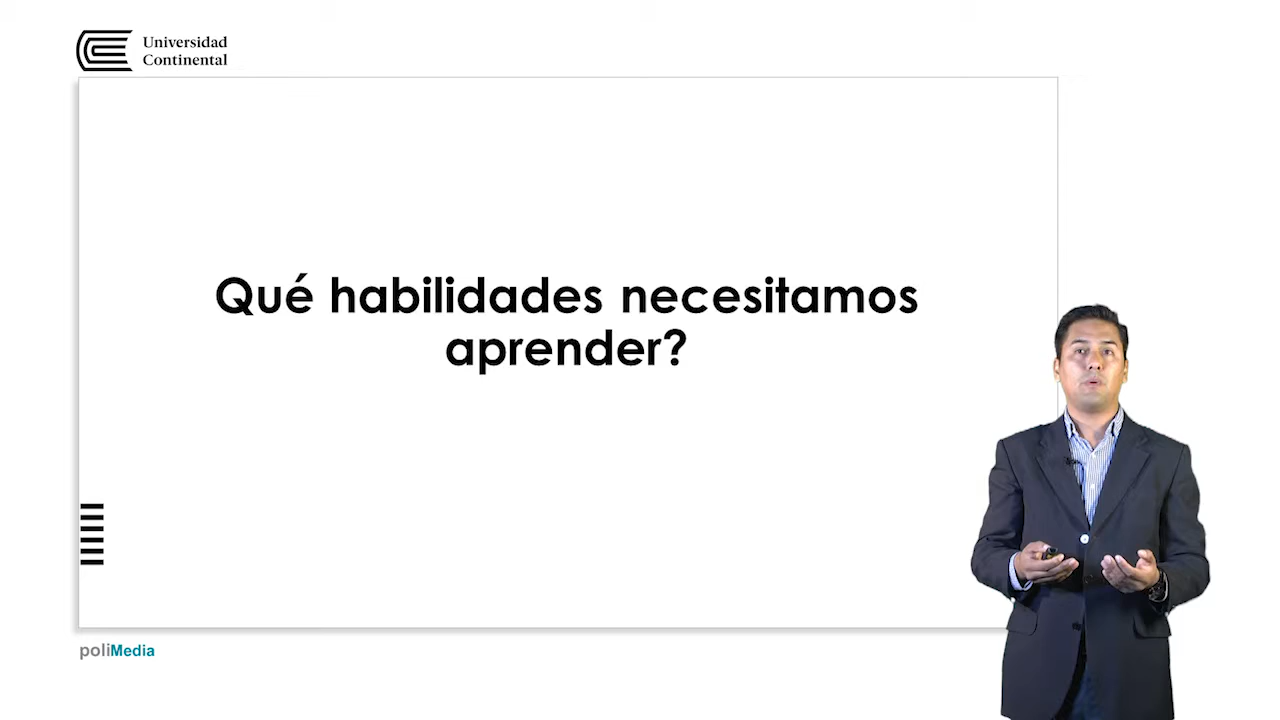 Universidad
Continental
Qué habilidades necesitamos
aprender?
poliMedia